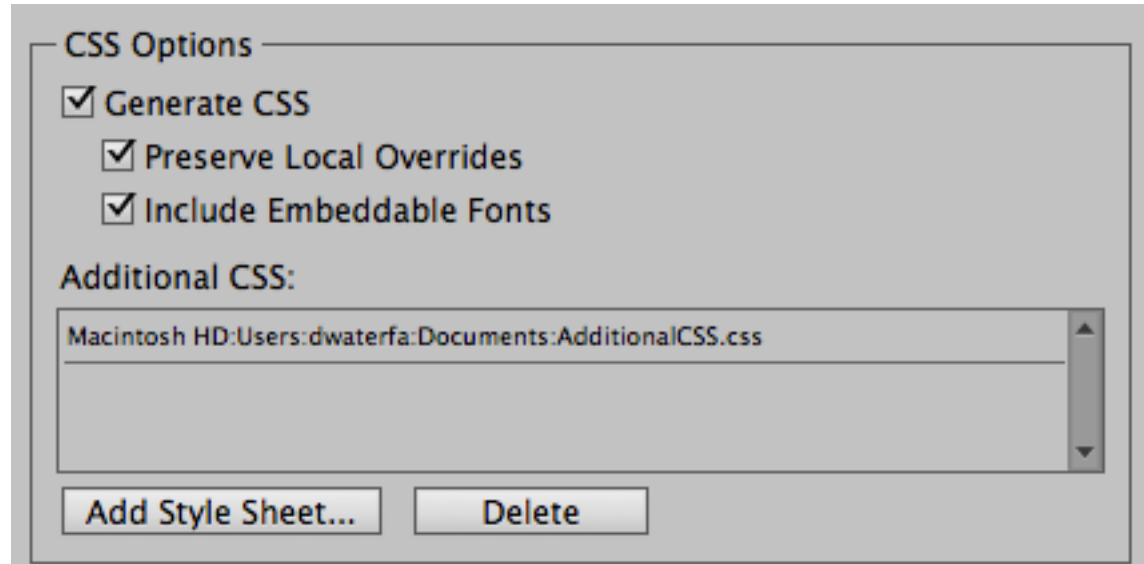 CSS Options
Generate CSS
Preserve Local Overrides
Include Embeddable Fonts
Additional CSS:
Macintosh HD:Users:dwaterfa:Documents:AdditionalCSS.css
Add Style Sheet... Delete